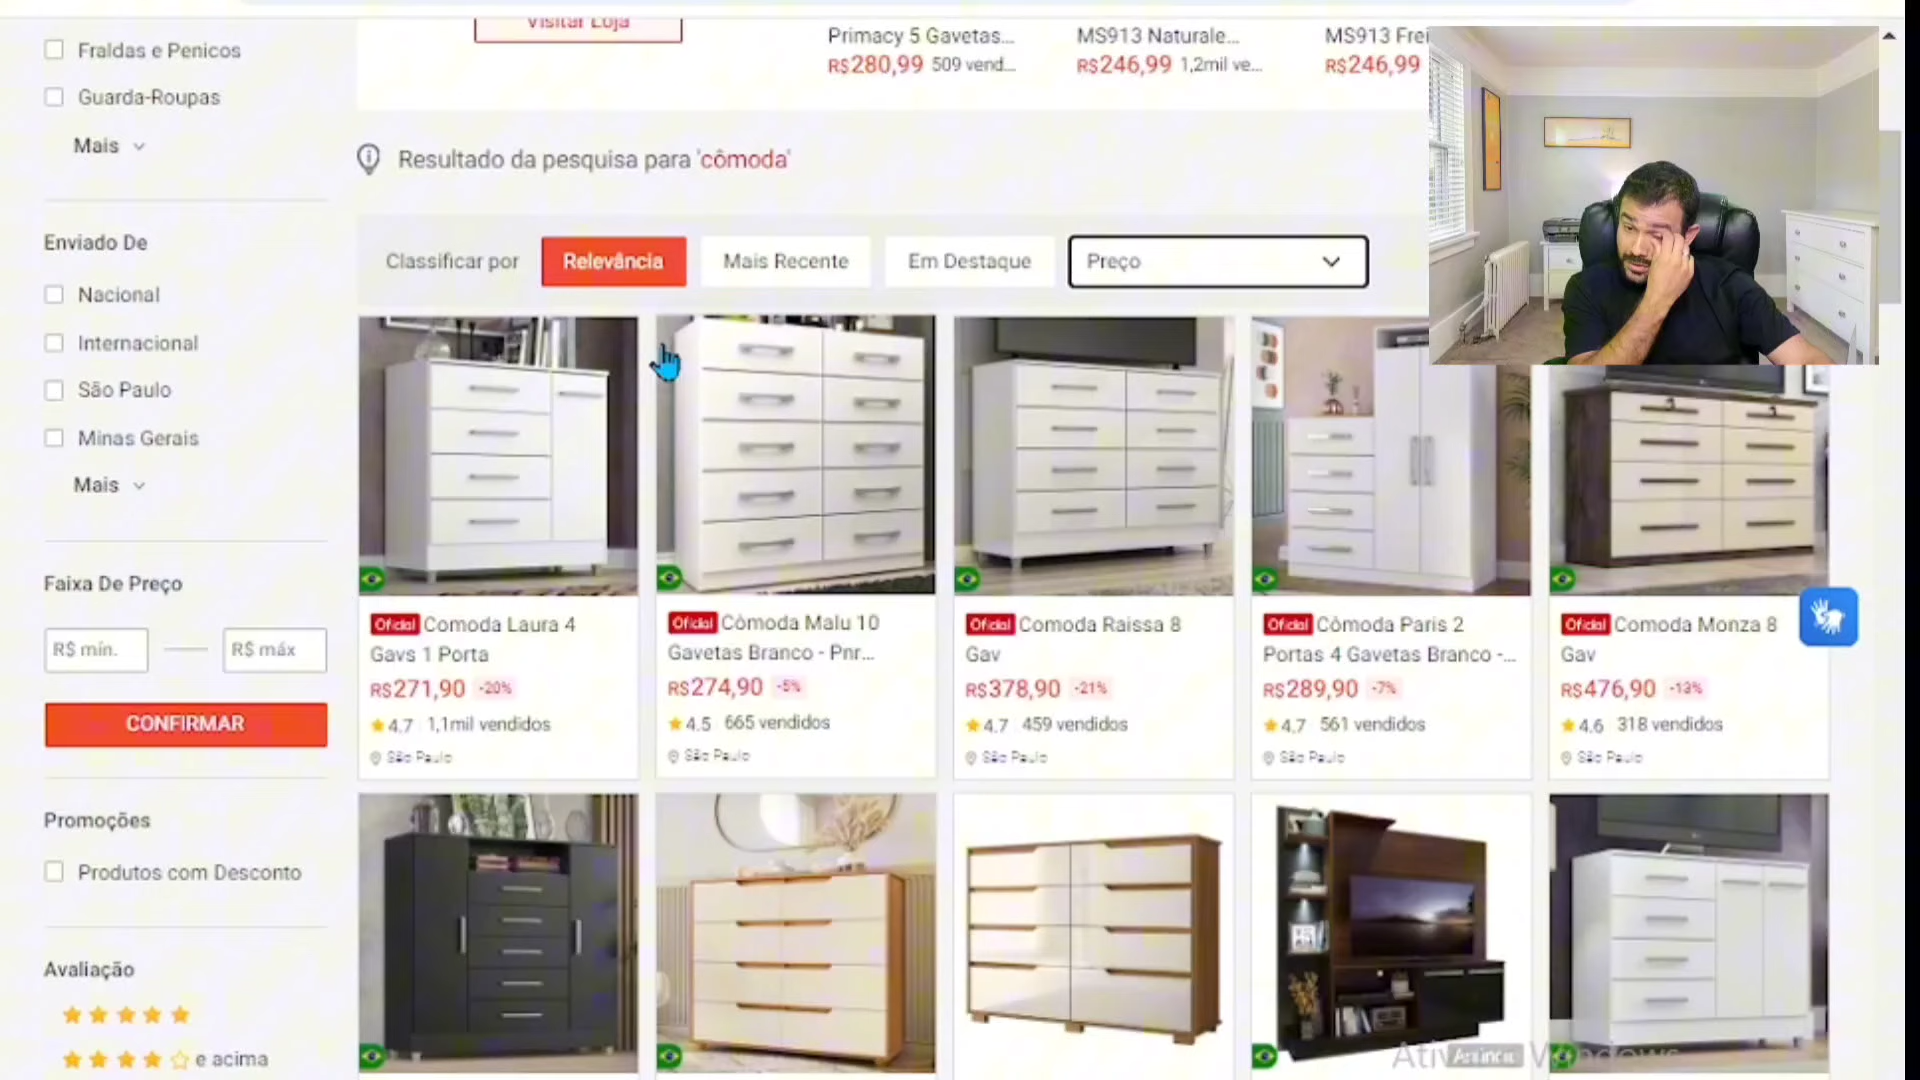 Fraldas e Penicos
Guarda-Roupas
Mais
Enviado De
Nacional
Internacional
São Paulo
Minas Gerais
Mais
Faixa De Preço
R$ mín.
R$ máx
CONFIRMAR
Promoções
Produtos com Desconto
Avaliação
e acima
Visitar Loja
Primacy 5 Gavetas...
R$280,99 509 vend...
MS913 Naturale...
R$246,99 1,2mil ve...
MS913 Frei
R$246,99
Resultado da pesquisa para 'cômoda'
Classificar por
Relevância
Mais Recente
Em Destaque
Preço
Oficial Comoda Laura 4
Gavs 1 Porta
R$271,90 -20%
4.7 1,1mil vendidos
São Paulo
Oficial Cômoda Malu 10
Gavetas Branco - Pnr...
R$274,90 -5%
4.5 665 vendidos
São Paulo
Oficial Comoda Raissa 8
Gav
R$378,90 -21%
4.7 459 vendidos
São Paulo
Oficial Cômoda Paris 2
Portas 4 Gavetas Branco -...
R$289,90 -7%
4.7 561 vendidos
São Paulo
Oficial Comoda Monza 8
Gav
R$476,90 -13%
4.6 318 vendidos
São Paulo
Anúncio